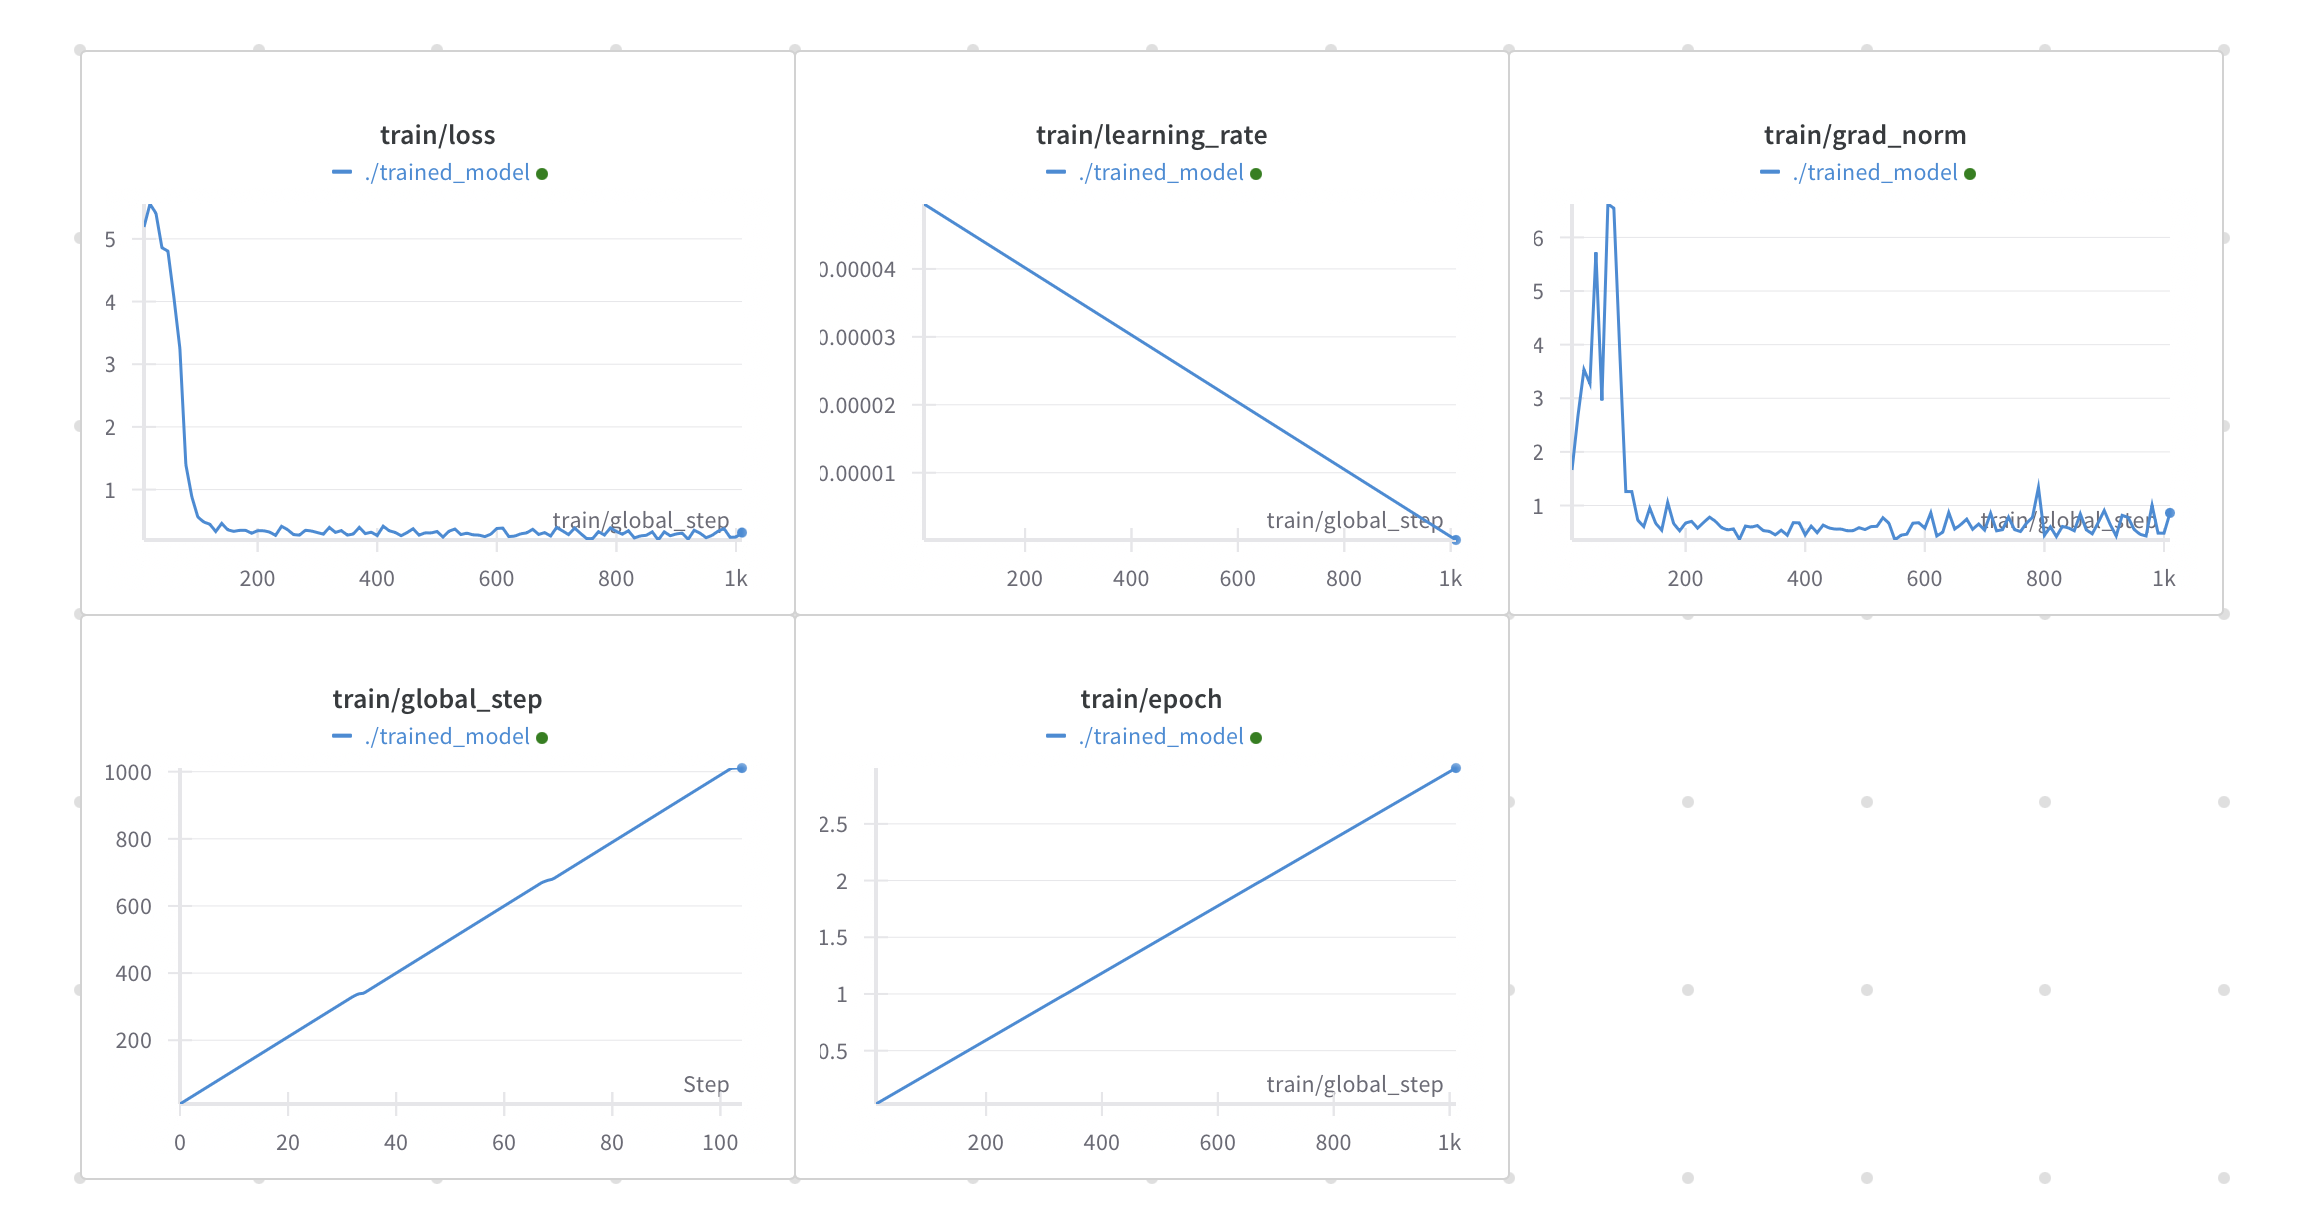 train/loss
./trained_model
5
4
3
2
1
train/global_step
200 400 600 800 1k
train/learning_rate
./trained_model
0.00004
0.00003
0.00002
0.00001
train/global_step
200 400 600 800 1k
train/grad_norm
./trained_model
6
5
4
3
2
1
train/global_step
200 400 600 800 1k
train/global_step
./trained_model
1000
800
600
400
200
Step
0 20 40 60 80 100
train/epoch
./trained_model
2.5
2
1.5
1
0.5
train/global_step
200 400 600 800 1k